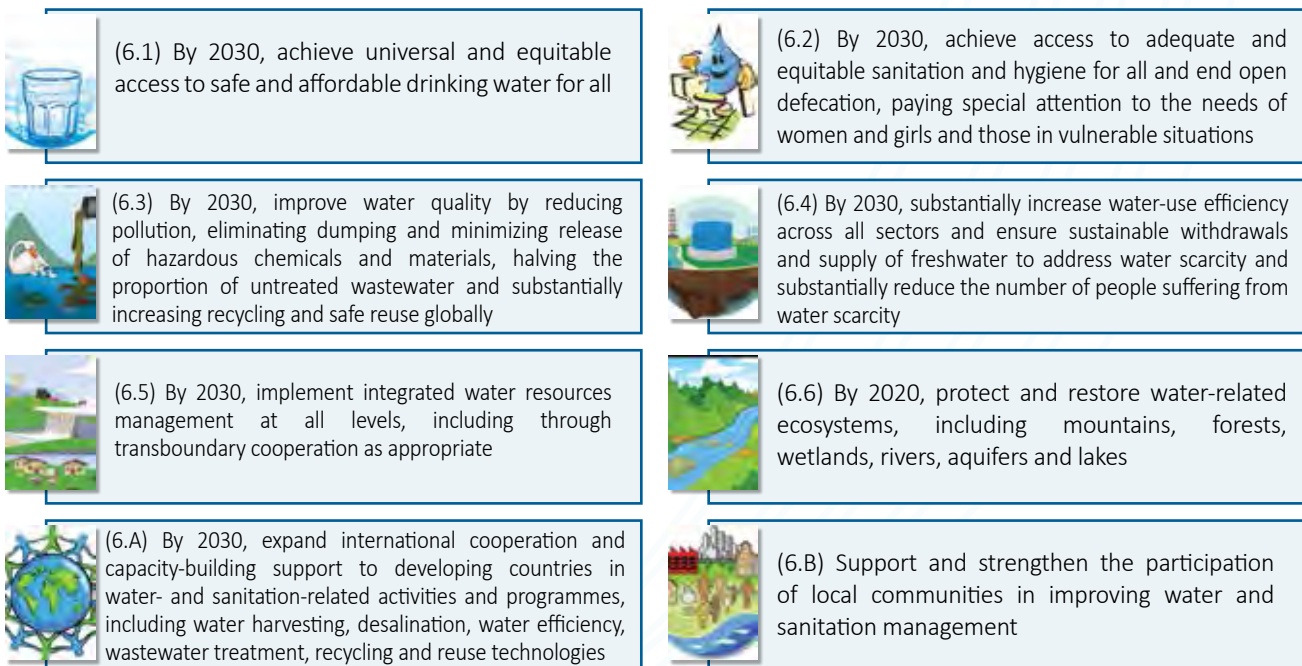 (6.1) By 2030, achieve universal and equitable
access to safe and affordable drinking water for all
(6.2) By 2030, achieve access to adequate and
equitable sanitation and hygiene for all and end open
defecation, paying special attention to the needs of
women and girls and those in vulnerable situations
(6.3) By 2030, improve water quality by reducing
pollution, eliminating dumping and minimizing release
of hazardous chemicals and materials, halving the
proportion of untreated wastewater and substantially
increasing recycling and safe reuse globally
(6.4) By 2030, substantially increase water-use efficiency
across all sectors and ensure sustainable withdrawals
and supply of freshwater to address water scarcity and
substantially reduce the number of people suffering from
water scarcity
(6.5) By 2030, implement integrated water resources
management at all levels, including through
transboundary cooperation as appropriate
(6.6) By 2020, protect and restore water-related
ecosystems, including mountains, forests,
wetlands, rivers, aquifers and lakes
(6.A) By 2030, expand international cooperation and
capacity-building support to developing countries in
water- and sanitation-related activities and programmes,
including water harvesting, desalination, water efficiency,
wastewater treatment, recycling and reuse technologies
(6.B) Support and strengthen the participation
of local communities in improving water and
sanitation management